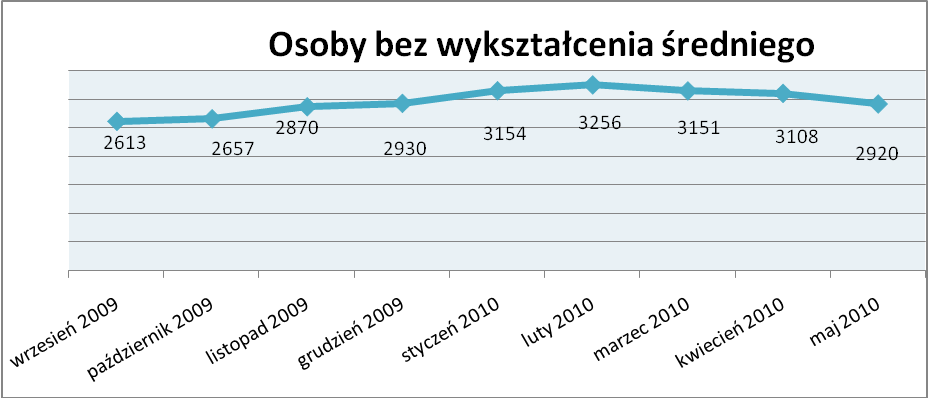 Osoby bez wykształcenia średniego
2613
2657
2870
2930
3154
3256
3151
3108
2920
wrzesień 2009
październik 2009
listopad 2009
grudzień 2009
styczeń 2010
luty 2010
marzec 2010
kwiecień 2010
maj 2010